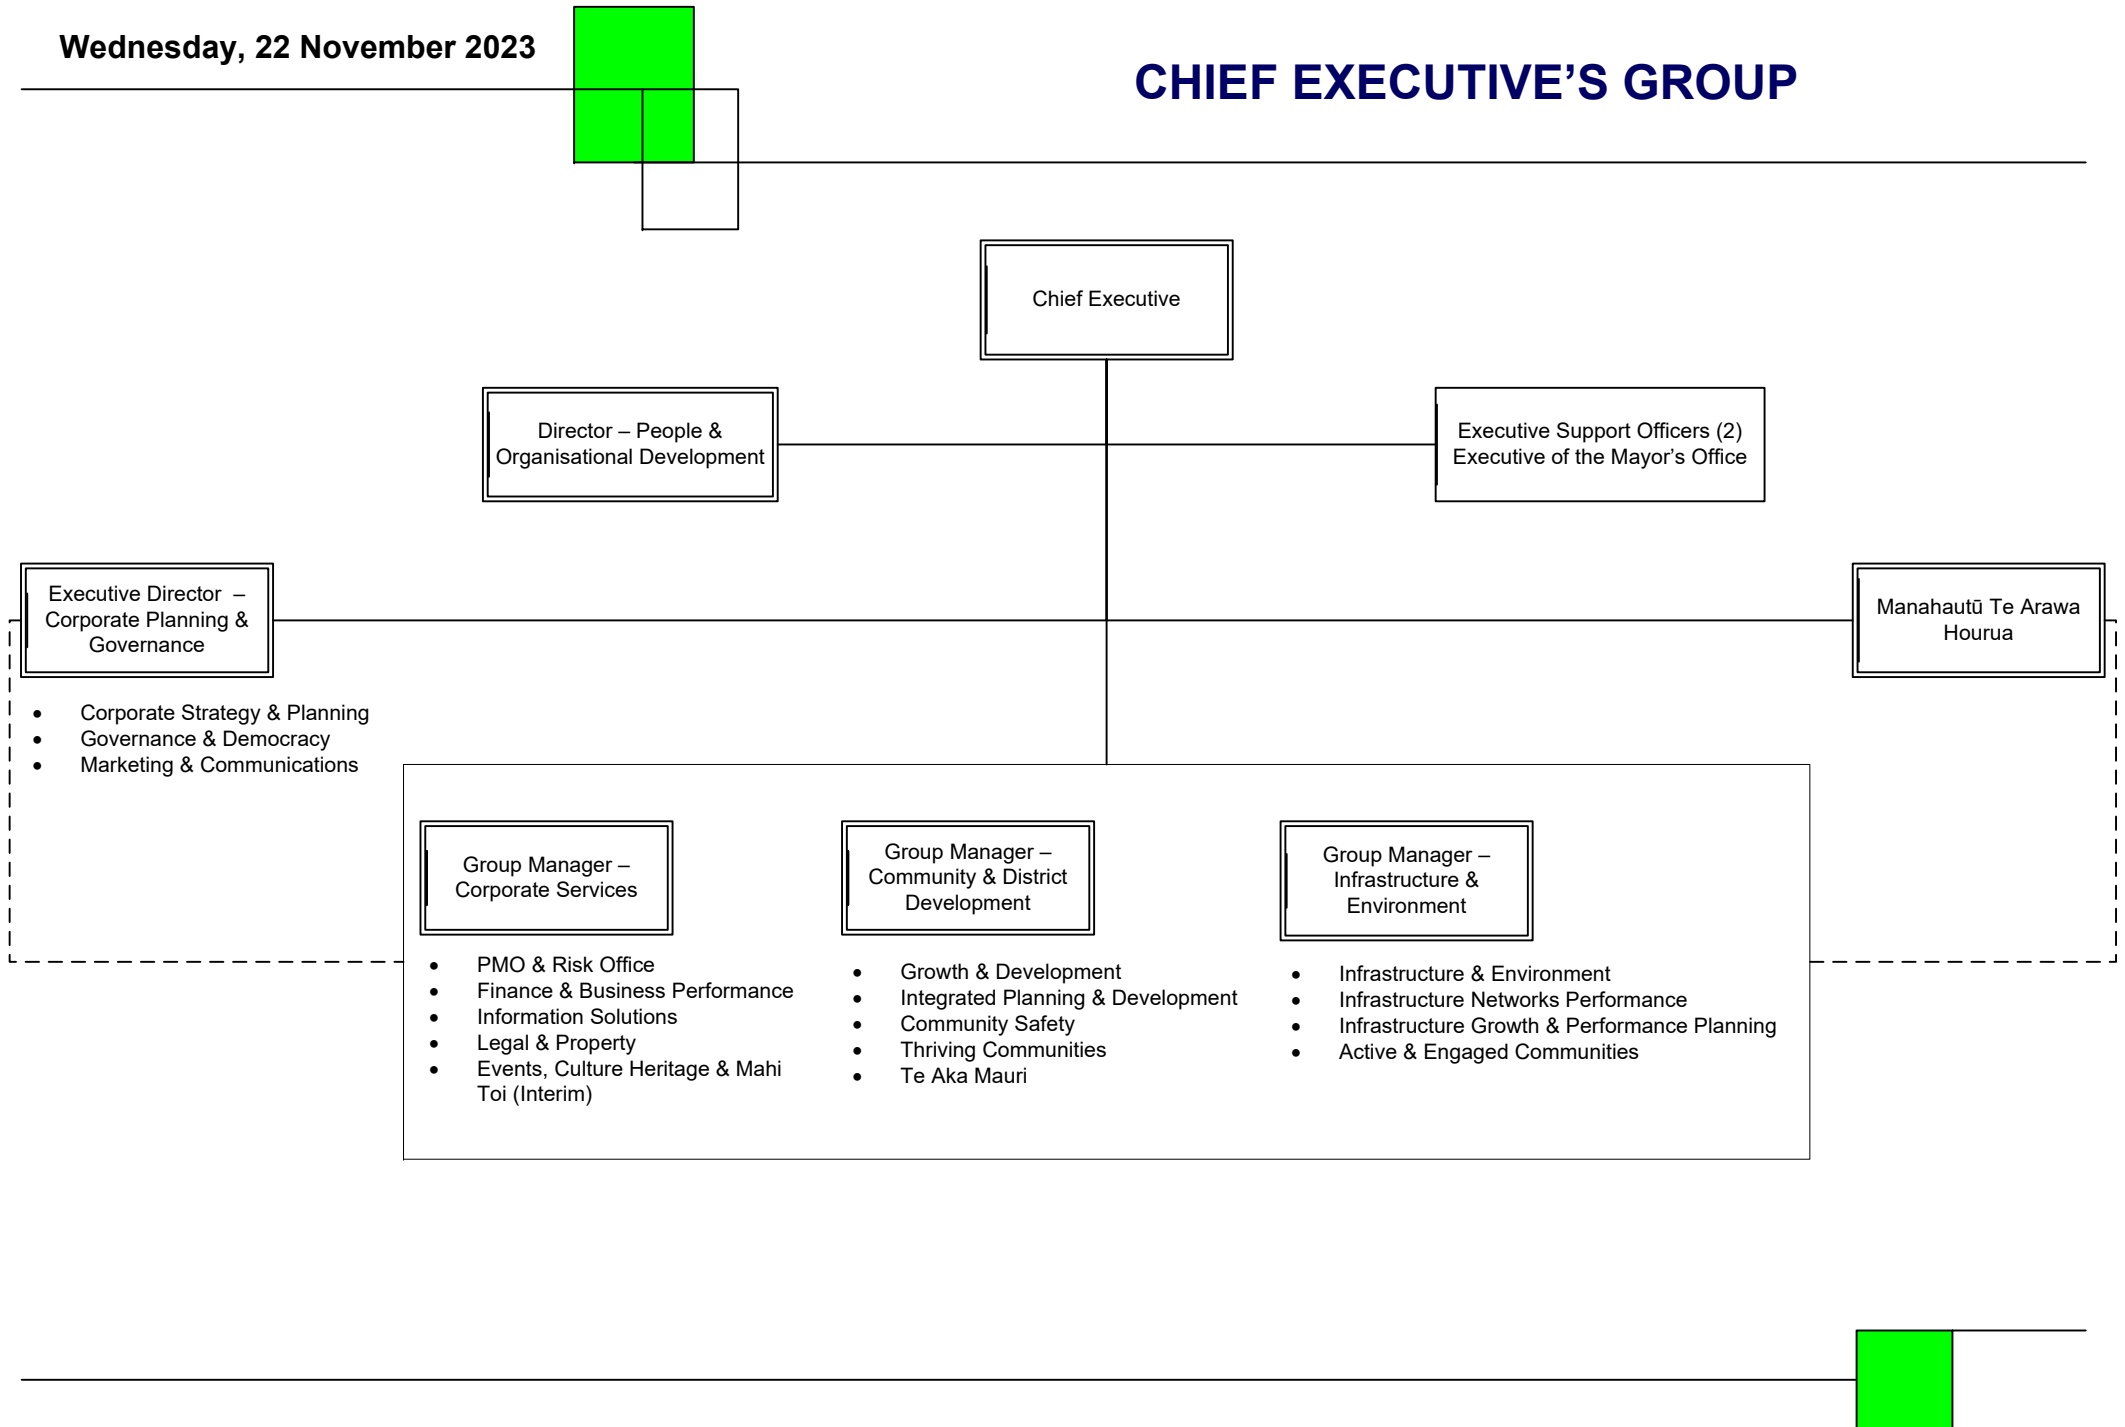 Wednesday, 22 November 2023
CHIEF EXECUTIVE’S GROUP
Chief Executive
Director – People &
Organisational Development
Executive Support Officers (2)
Executive of the Mayor’s Office
Executive Director –
Corporate Planning &
Governance
Manahautū Te Arawa
Hourua
• Corporate Strategy & Planning
• Governance & Democracy
• Marketing & Communications
Group Manager –
Corporate Services
• PMO & Risk Office
• Finance & Business Performance
• Information Solutions
• Legal & Property
• Events, Culture Heritage & Mahi
Toi (Interim)
Group Manager –
Community & District
Development
• Growth & Development
• Integrated Planning & Development
• Community Safety
• Thriving Communities
• Te Aka Mauri
Group Manager –
Infrastructure &
Environment
• Infrastructure & Environment
• Infrastructure Networks Performance
• Infrastructure Growth & Performance Planning
• Active & Engaged Communities